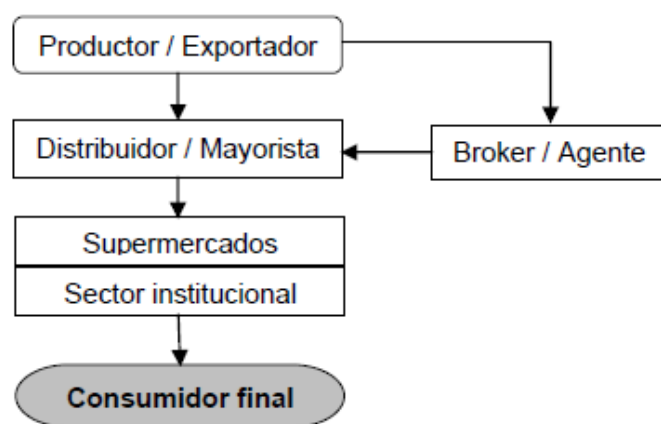 Productor / Exportador
Distribuidor / Mayorista
Broker / Agente
Supermercados
Sector institucional
Consumidor final